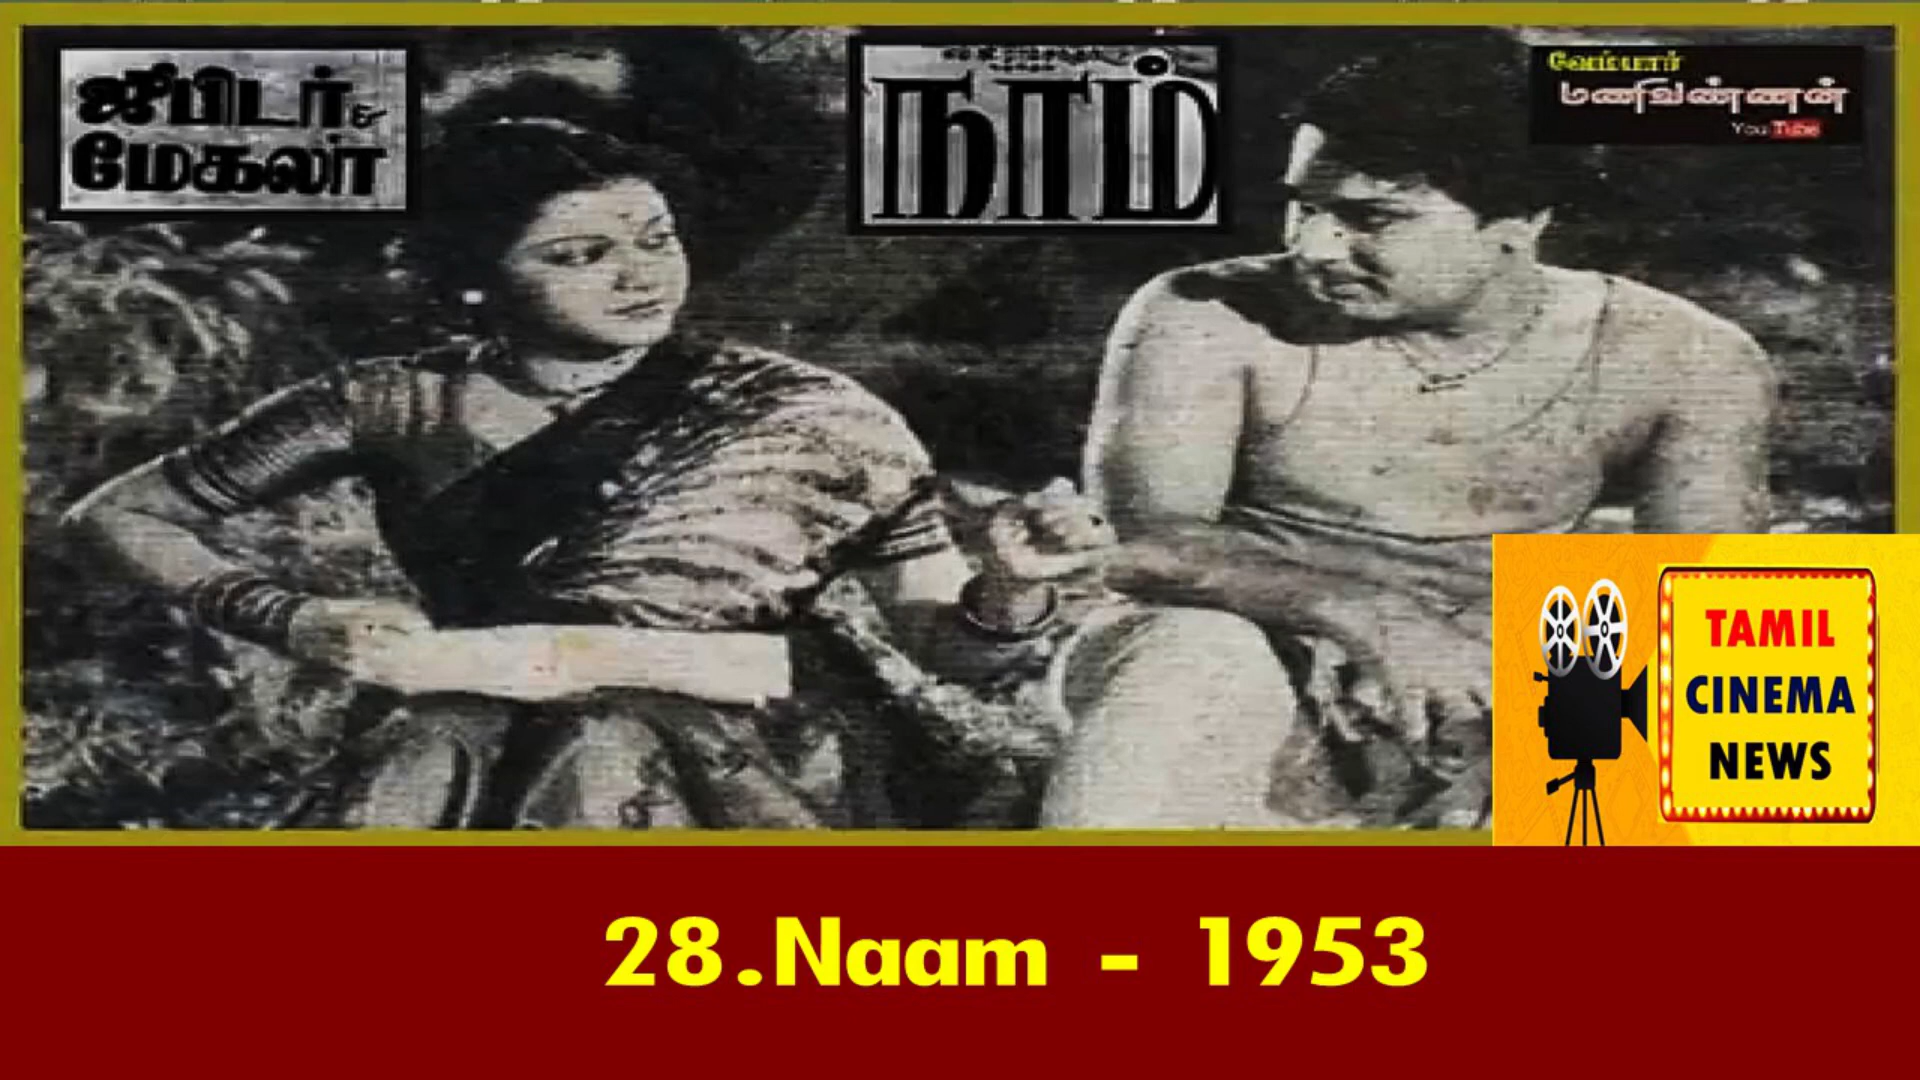 ஜீபிடர் &
மேகலா
நாம்
வேம்பார்
மணிவண்ணன்
YouTube
TAMIL
CINEMA
NEWS
28.Naam - 1953